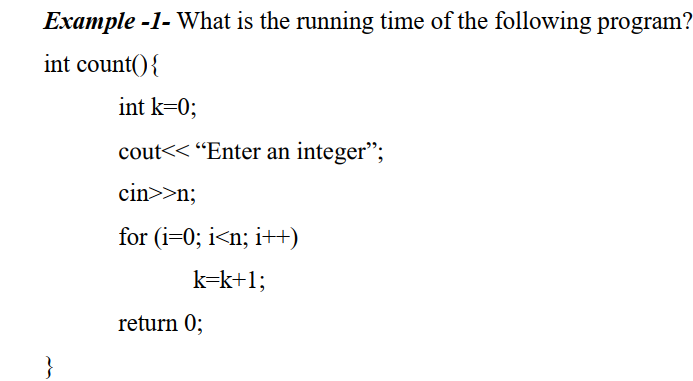 Example -1- What is the running time of the following program?
int count(){
int k=0;
cout<< “Enter an integer”;
cin>>n;
for (i=0; i<n; i++)
k=k+1;
return 0;
}